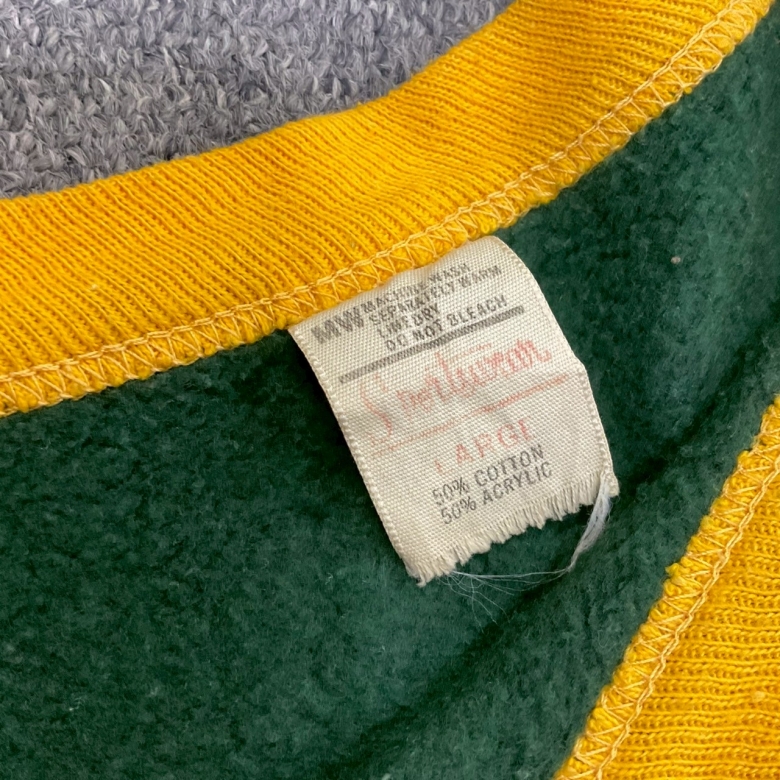 MW MACHINE WASH
SEPARATELY WARM
LINE DRY
DO NOT BLEACH
Sportswear
LARGE
50% COTTON
50% ACRYLIC